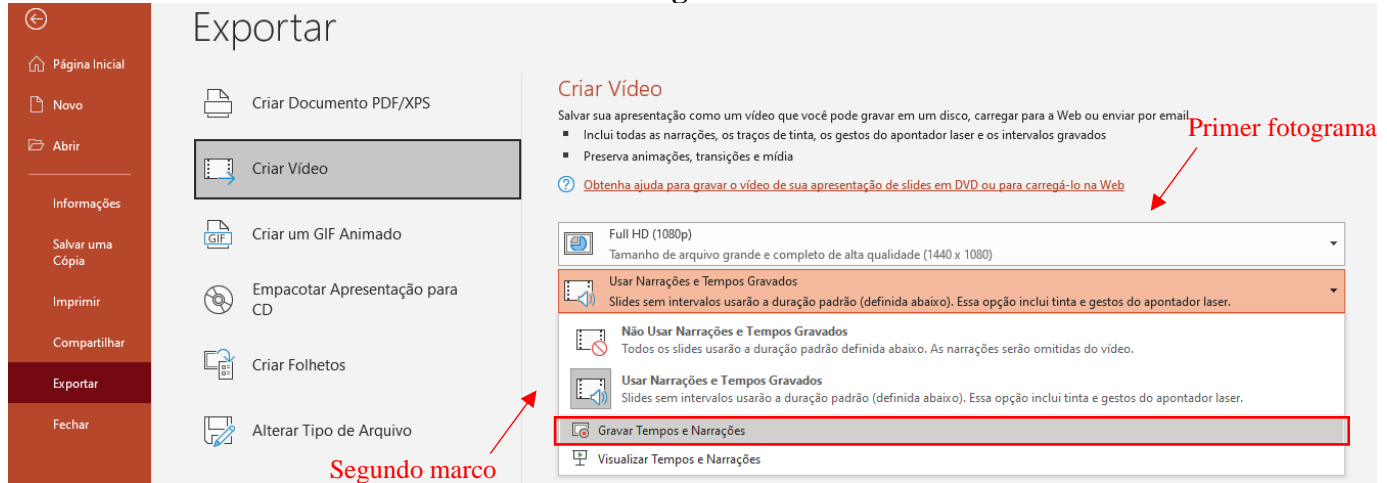 Exportar
Página Inicial
Novo
Abrir
Informações
Salvar uma
Cópia
Imprimir
Compartilhar
Exportar
Fechar
Criar Documento PDF/XPS
Criar Vídeo
Criar um GIF Animado
Empacotar Apresentação para
CD
Criar Folhetos
Alterar Tipo de Arquivo
Segundo marco
Criar Vídeo
Salvar sua apresentação como um vídeo que você pode gravar em um disco, carregar para a Web ou enviar por email
Inclui todas as narrações, os traços de tinta, os gestos do apontador laser e os intervalos gravados
Preserva animações, transições e mídia
Primer fotograma
Obtenha ajuda para gravar o vídeo de sua apresentação de slides em DVD ou para carregá-lo na Web
Full HD (1080p)
Tamanho de arquivo grande e completo de alta qualidade (1440 x 1080)
Usar Narrações e Tempos Gravados
Slides sem intervalos usarão a duração padrão (definida abaixo). Essa opção inclui tinta e gestos do apontador laser.
Não Usar Narrações e Tempos Gravados
Todos os slides usarão a duração padrão definida abaixo. As narrações serão omitidas do vídeo.
Usar Narrações e Tempos Gravados
Slides sem intervalos usarão a duração padrão (definida abaixo). Essa opção inclui tinta e gestos do apontador laser.
Gravar Tempos e Narrações
Visualizar Tempos e Narrações